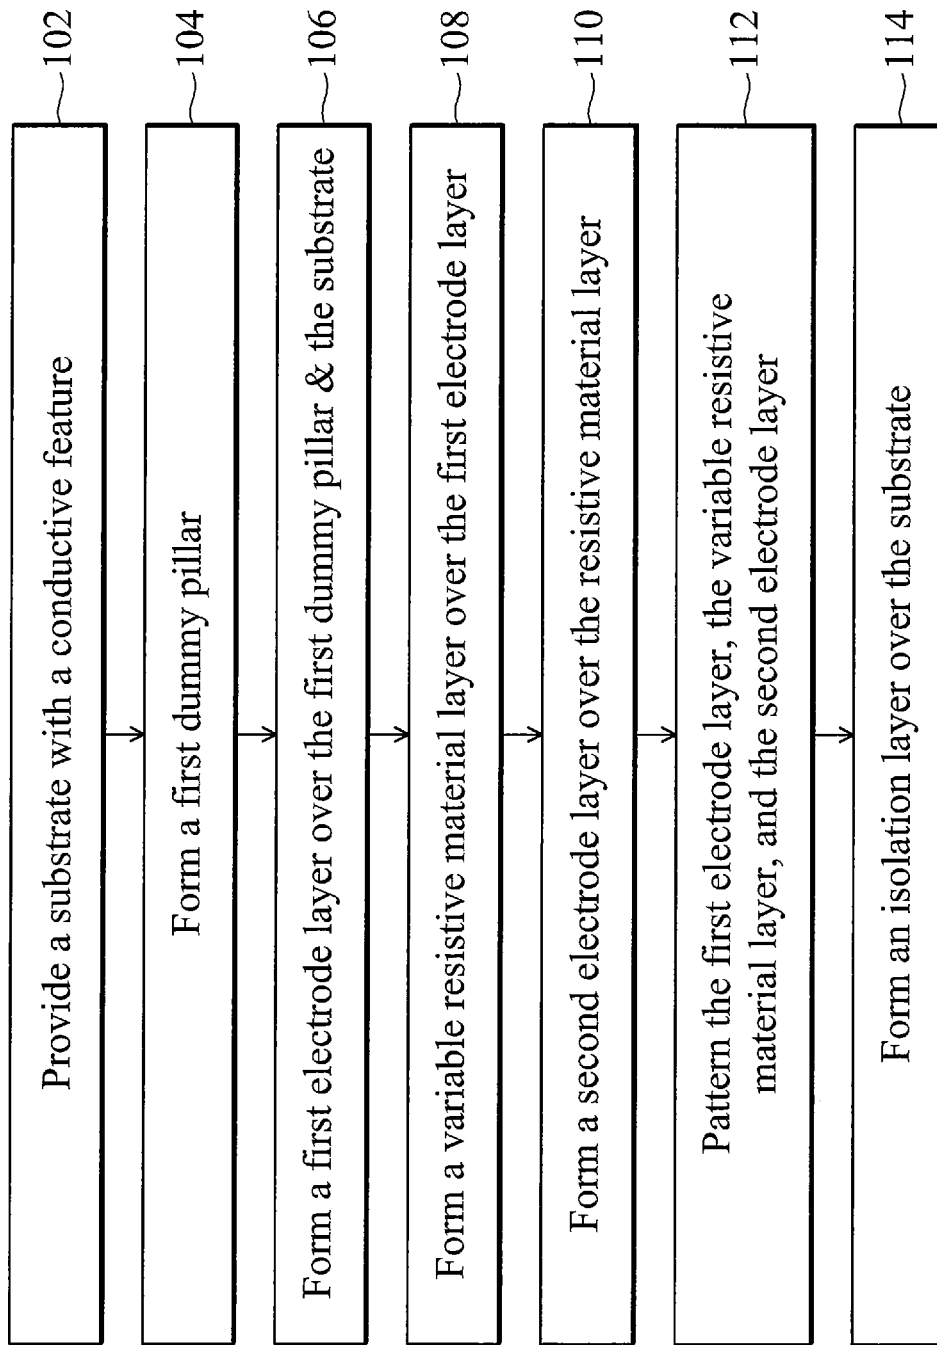 Provide a substrate with a conductive feature
102
Form a first dummy pillar
104
Form a first electrode layer over the first dummy pillar & the substrate
106
Form a variable resistive material layer over the first electrode layer
108
Form a second electrode layer over the resistive material layer
110
Pattern the first electrode layer, the variable resistive
material layer, and the second electrode layer
112
Form an isolation layer over the substrate
114